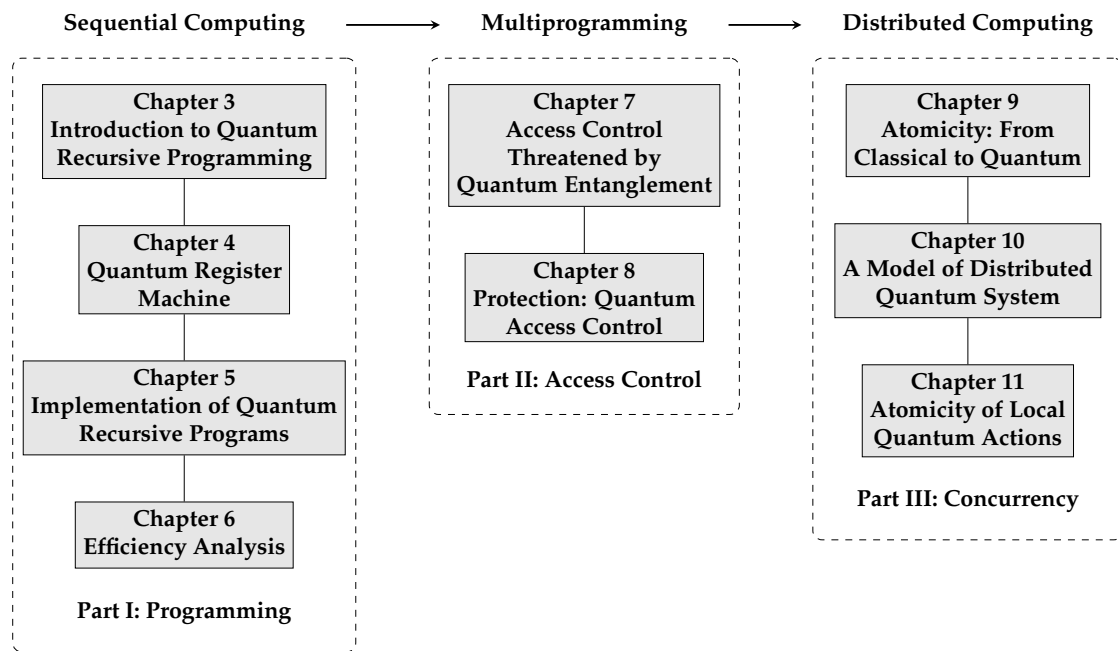 Sequential Computing
Multiprogramming
Distributed Computing
Chapter 3
Introduction to Quantum
Recursive Programming
Chapter 4
Quantum Register
Machine
Chapter 5
Implementation of Quantum
Recursive Programs
Chapter 6
Efficiency Analysis
Part I: Programming
Chapter 7
Access Control
Threatened by
Quantum Entanglement
Chapter 8
Protection: Quantum
Access Control
Part II: Access Control
Chapter 9
Atomicity: From
Classical to Quantum
Chapter 10
A Model of Distributed
Quantum System
Chapter 11
Atomicity of Local
Quantum Actions
Part III: Concurrency